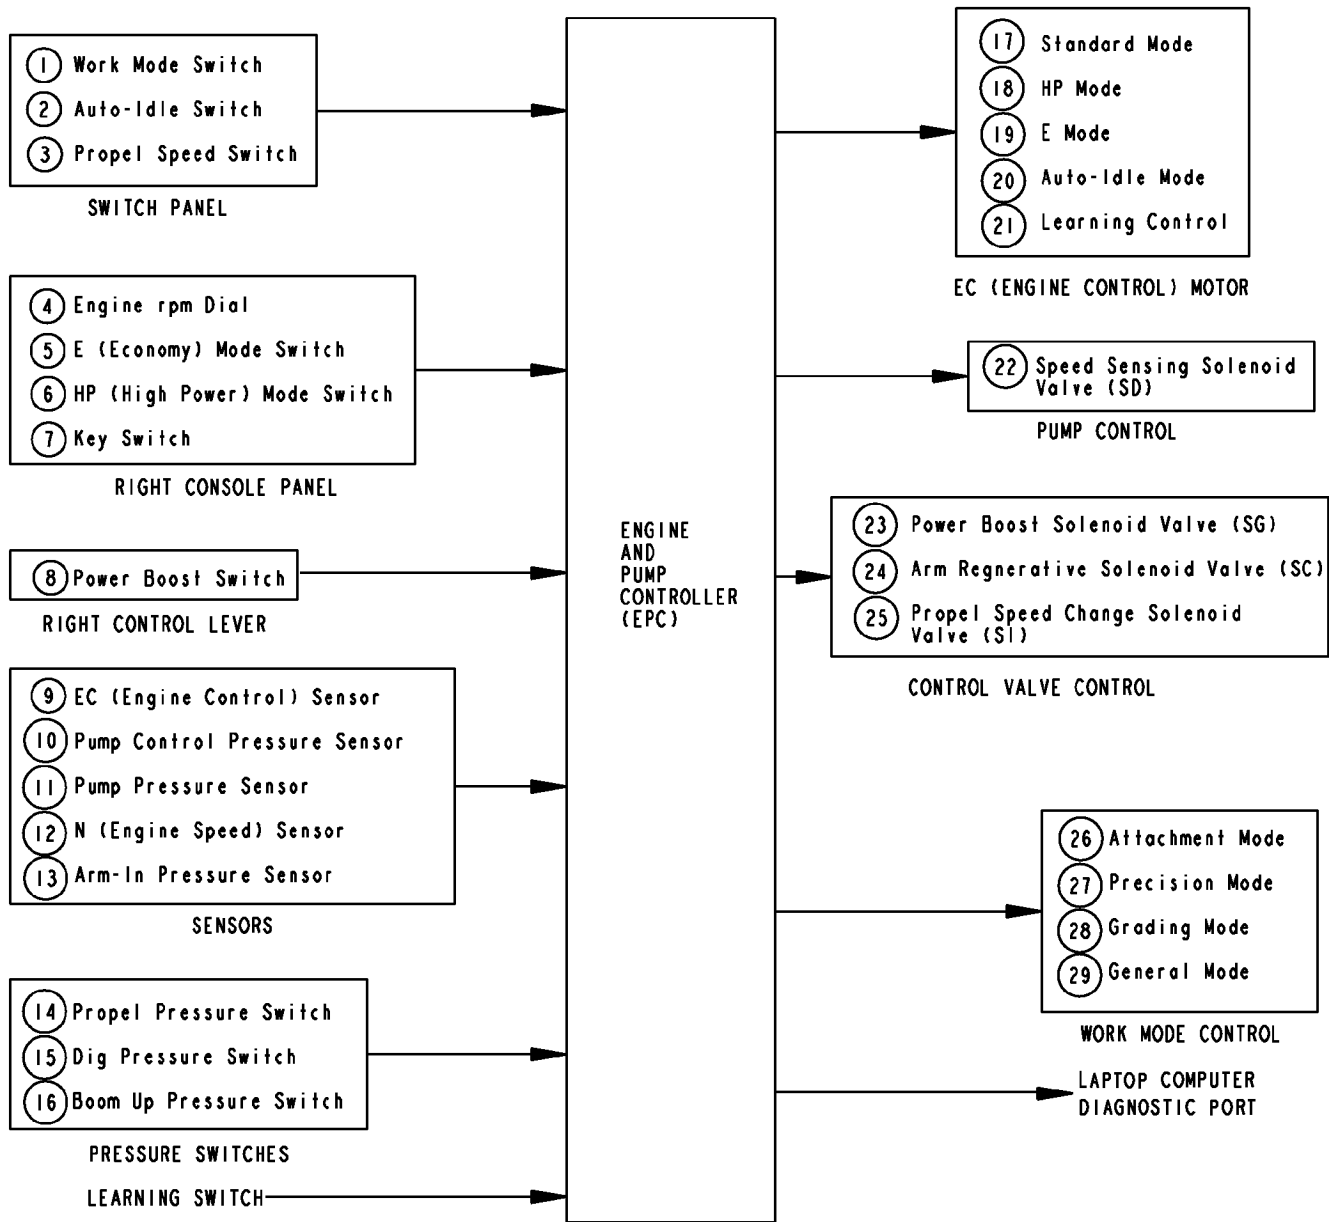 1 Work Mode Switch
2 Auto-Idle Switch
3 Propel Speed Switch
SWITCH PANEL
4 Engine rpm Dial
5 E (Economy) Mode Switch
6 HP (High Power) Mode Switch
7 Key Switch
RIGHT CONSOLE PANEL
8 Power Boost Switch
RIGHT CONTROL LEVER
9 EC (Engine Control) Sensor
10 Pump Control Pressure Sensor
11 Pump Pressure Sensor
12 N (Engine Speed) Sensor
13 Arm-In Pressure Sensor
SENSORS
14 Propel Pressure Switch
15 Dig Pressure Switch
16 Boom Up Pressure Switch
PRESSURE SWITCHES
LEARNING SWITCH
ENGINE
AND
PUMP
CONTROLLER
(EPC)
17 Standard Mode
18 HP Mode
19 E Mode
20 Auto-Idle Mode
21 Learning Control
EC (ENGINE CONTROL) MOTOR
22 Speed Sensing Solenoid
Valve (SD)
PUMP CONTROL
23 Power Boost Solenoid Valve (SG)
24 Arm Regnerative Solenoid Valve (SC)
25 Propel Speed Change Solenoid
Valve (SI)
CONTROL VALVE CONTROL
26 Attachment Mode
27 Precision Mode
28 Grading Mode
29 General Mode
WORK MODE CONTROL
LAPTOP COMPUTER
DIAGNOSTIC PORT